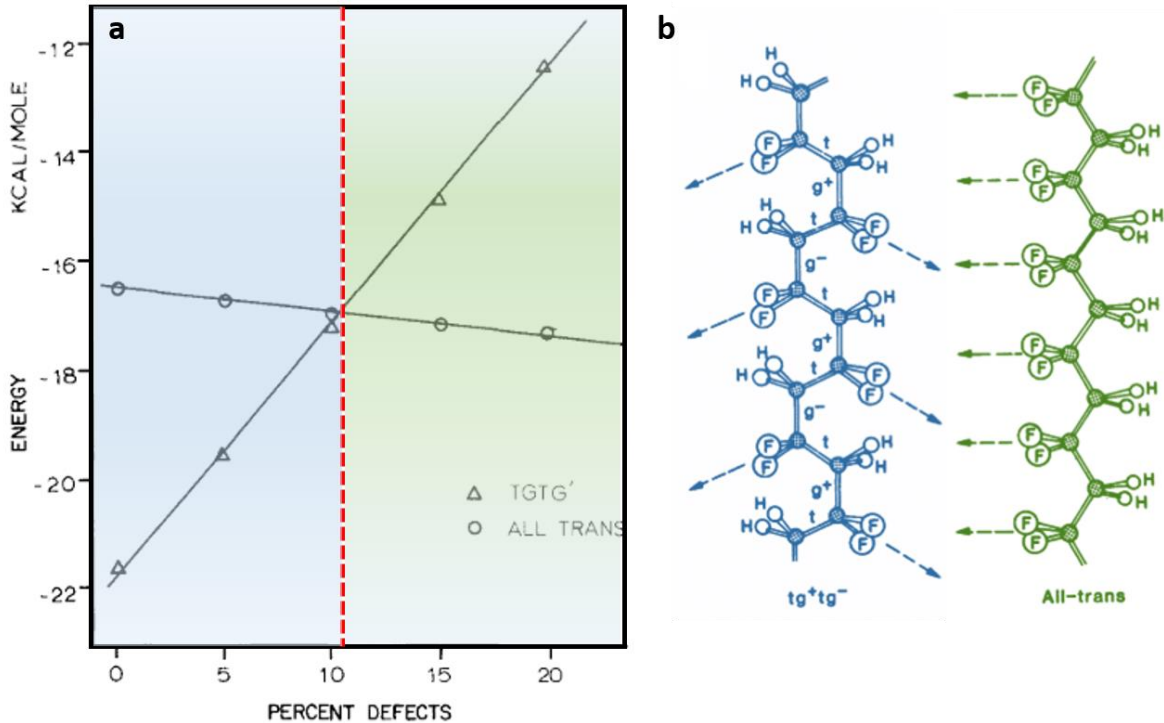 a
-12
-14
-16
-18
-20
-22
KCAL/MOLE
ENERGY
△ TGTG′
○ ALL TRANS
0 5 10 15 20
PERCENT DEFECTS
b
H
H
F
F
t
H
H
g⁺
H
H
t
F
F
g⁻
F
F
t
H
H
g⁺
H
H
t
F
F
g⁻
F
F
t
H
H
g⁺
H
H
t
F
F
tg⁺tg⁻
F
F
H
H
F
F
H
H
F
F
H
H
F
F
H
H
F
F
H
H
F
F
All-trans